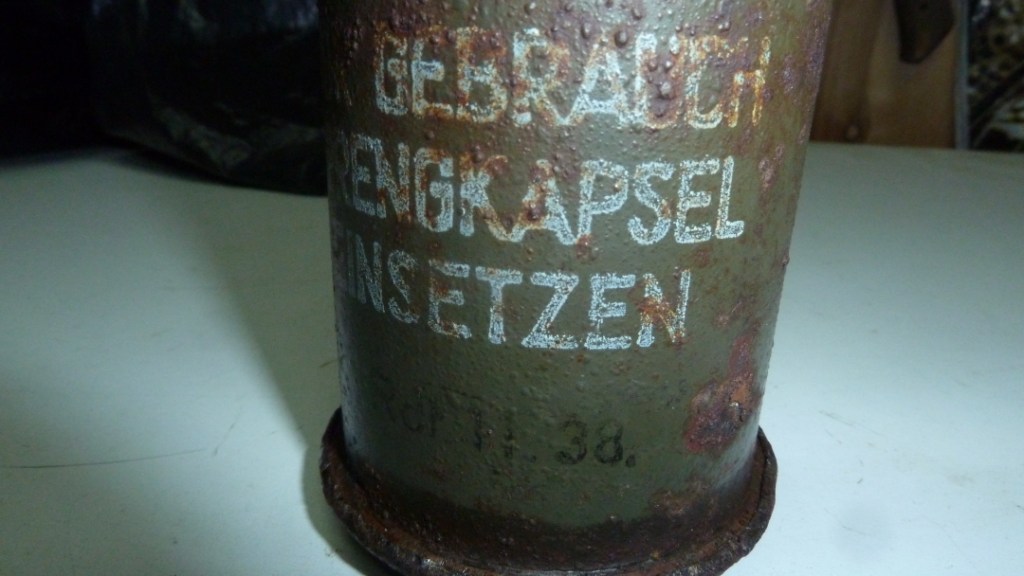 GEBRAUCH
RENGKAPSEL
EINSETZEN
38.